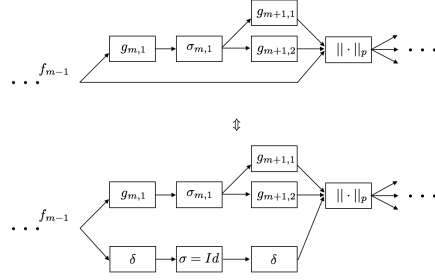 g_{m+1,1}
f_{m-1} g_{m,1} σ_{m,1} g_{m+1,2} || · ||_p
. . . . . .
⇕
g_{m+1,1}
f_{m-1} g_{m,1} σ_{m,1} g_{m+1,2} || · ||_p
. . . . . .
δ σ = Id δ